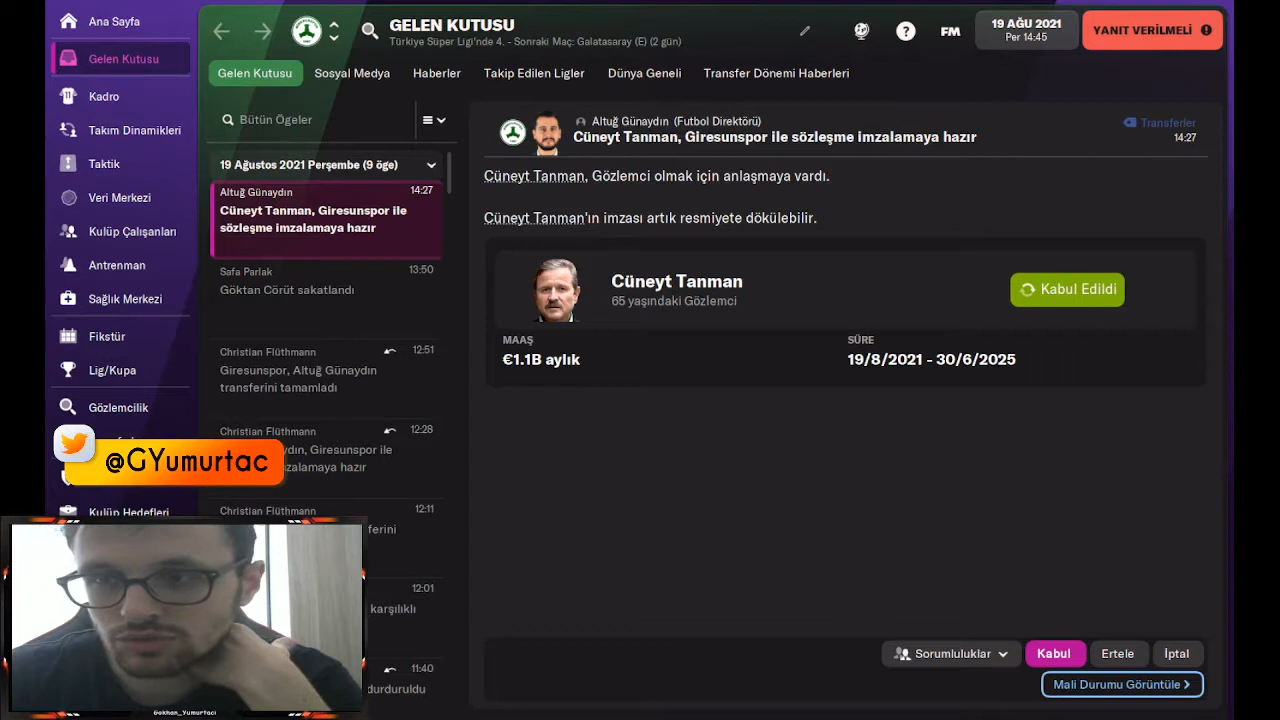 Ana Sayfa
Gelen Kutusu
Kadro
Takım Dinamikleri
Taktik
Veri Merkezi
Kulüp Çalışanları
Antrenman
Sağlık Merkezi
Fikstür
Lig/Kupa
Gözlemcilik
Kulüp Hedefleri
@GYumurtac
Gokhan_Yumurtaci
GELEN KUTUSU
Türkiye Süper Ligi'nde 4. - Sonraki Maç: Galatasaray (E) (2 gün)
FM
19 AĞU 2021
Per 14:45
YANIT VERİLMELİ
Gelen Kutusu
Sosyal Medya
Haberler
Takip Edilen Ligler
Dünya Geneli
Transfer Dönemi Haberleri
Bütün Ögeler
19 Ağustos 2021 Perşembe (9 öge)
Altuğ Günaydın 14:27
Cüneyt Tanman, Giresunspor ile
sözleşme imzalamaya hazır
Safa Parlak 13:50
Göktan Cörüt sakatlandı
Christian Flüthmann 12:51
Giresunspor, Altuğ Günaydın
transferini tamamladı
Christian Flüthmann 12:28
Giresunspor ile
imzalamaya hazır
Christian Flüthmann 12:11
12:01
karşılıklı
11:40
durduruldu
Altuğ Günaydın (Futbol Direktörü)
Cüneyt Tanman, Giresunspor ile sözleşme imzalamaya hazır
Transferler
14:27
Cüneyt Tanman, Gözlemci olmak için anlaşmaya vardı.
Cüneyt Tanman'ın imzası artık resmiyete dökülebilir.
Cüneyt Tanman
65 yaşındaki Gözlemci
Kabul Edildi
MAAŞ
€1.1B aylık
SÜRE
19/8/2021 - 30/6/2025
Sorumluluklar
Kabul
Ertele
İptal
Mali Durumu Görüntüle